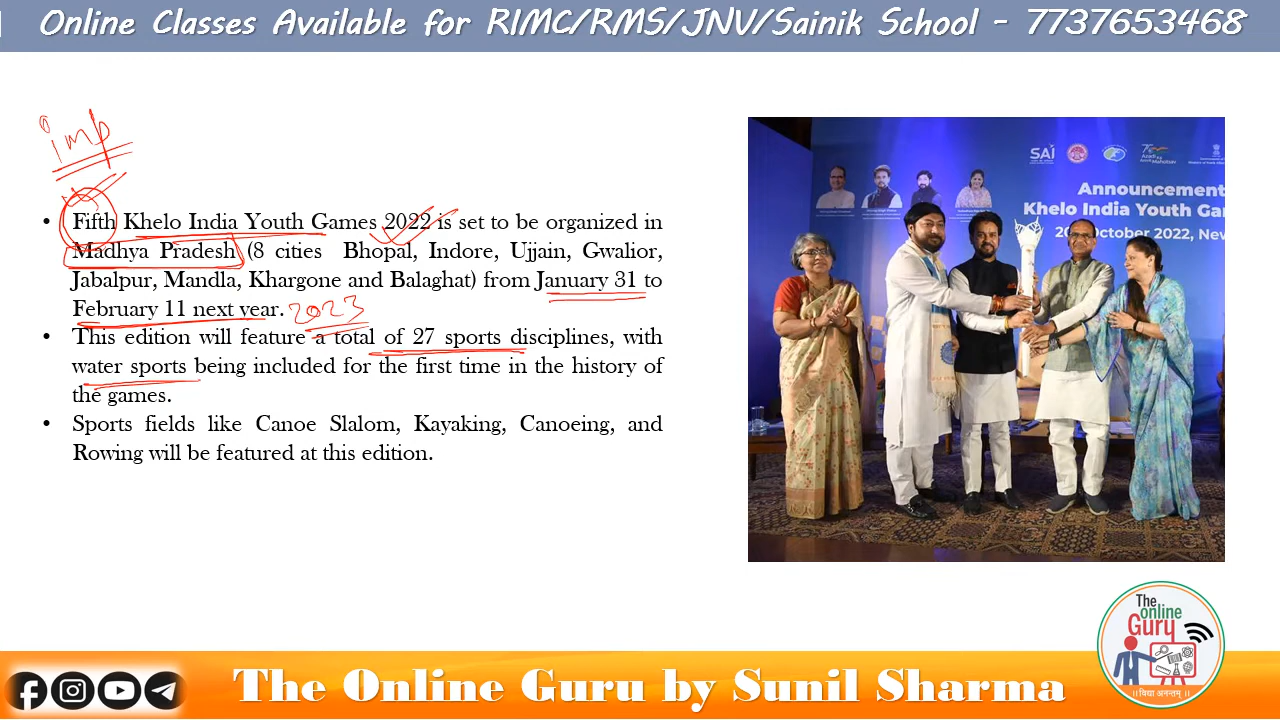 Online Classes Available for RIMC/RMS/JNV/Sainik School - 7737653468
imp
• Fifth Khelo India Youth Games 2022 is set to be organized in
Madhya Pradesh (8 cities Bhopal, Indore, Ujjain, Gwalior,
Jabalpur, Mandla, Khargone and Balaghat) from January 31 to
February 11 next year. 2023
• This edition will feature a total of 27 sports disciplines, with
water sports being included for the first time in the history of
the games.
• Sports fields like Canoe Slalom, Kayaking, Canoeing, and
Rowing will be featured at this edition.
SAI
Announcement
Khelo India Youth Gam
October 2022, New
The
online
Guru
The Online Guru by Sunil Sharma